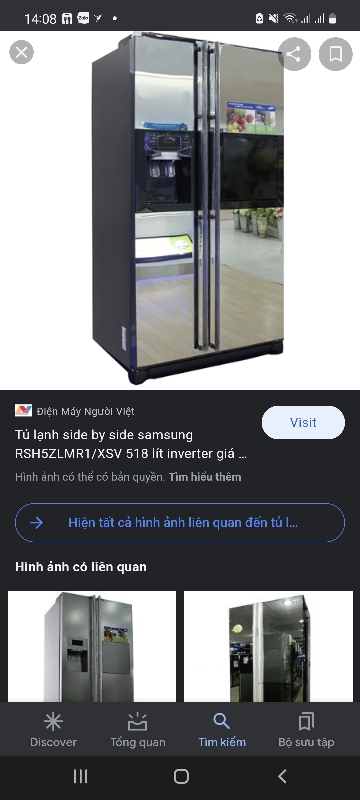 14:08
Điện Máy Người Việt
Tủ lạnh side by side samsung
RSH5ZLMR1/XSV 518 lít inverter giá ...
Visit
Hình ảnh có thể có bản quyền. Tìm hiểu thêm
Hiện tất cả hình ảnh liên quan đến tủ l...
Hình ảnh có liên quan
Discover
Tổng quan
Tìm kiếm
Bộ sưu tập